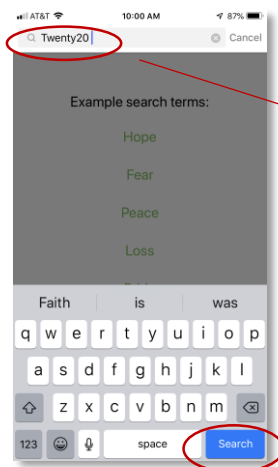 AT&T 10:00 AM 87%
Twenty20 Cancel
Example search terms:
Hope
Fear
Peace
Loss
Faith is was
q w e r t y u i o p
a s d f g h j k l
z x c v b n m
123 space Search